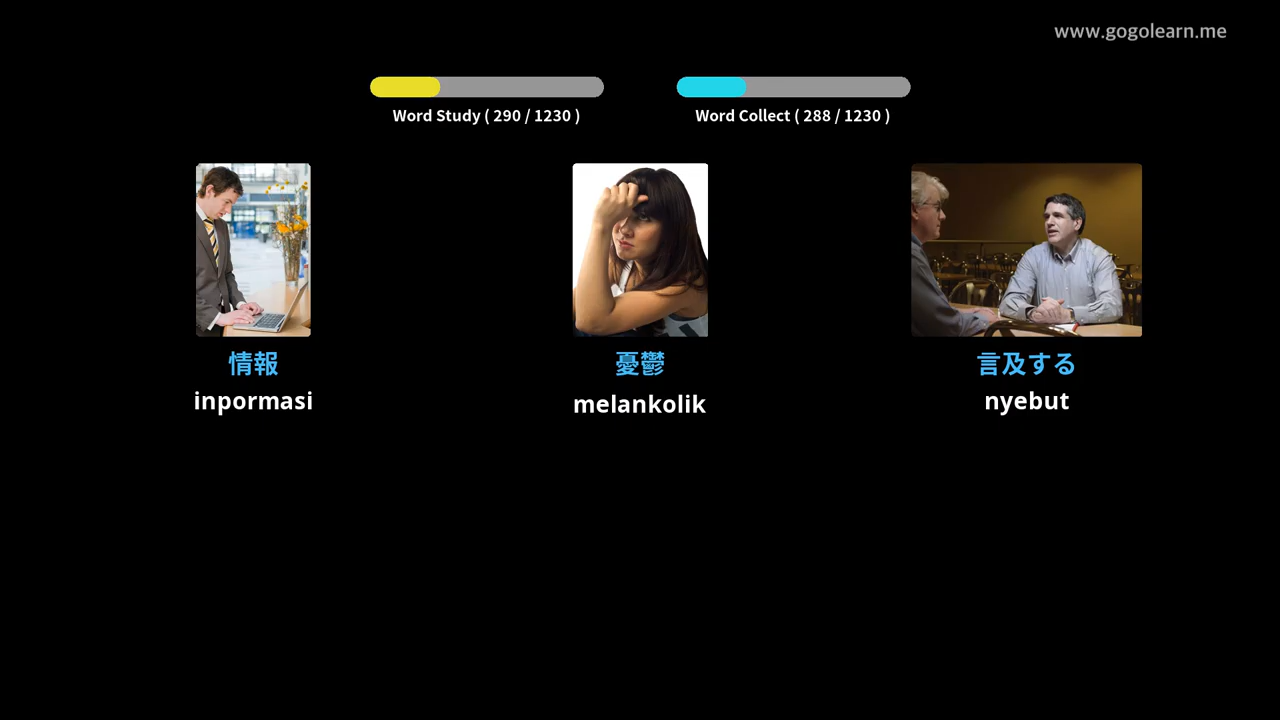 www.gogolearn.me
Word Study ( 290 / 1230 )
Word Collect ( 288 / 1230 )
情報
inpormasi
憂鬱
melankolik
言及する
nyebut